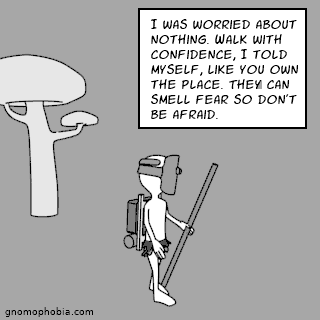 I WAS WORRIED ABOUT
NOTHING. WALK WITH
CONFIDENCE, I TOLD
MYSELF, LIKE YOU OWN
THE PLACE. THEY CAN
SMELL FEAR SO DON'T
BE AFRAID.
gnomophobia.com